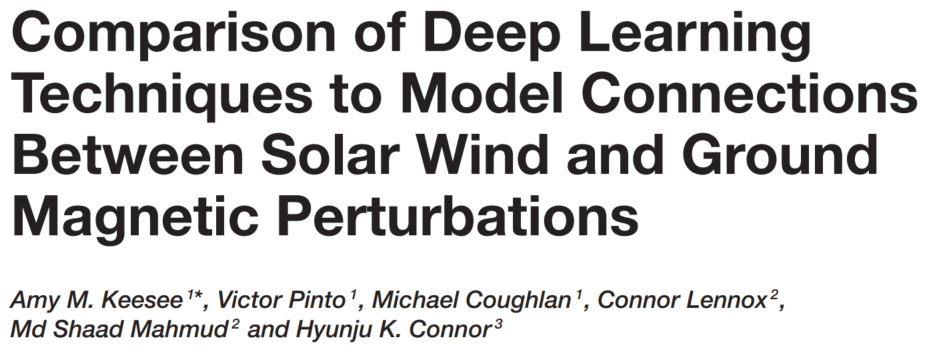 Comparison of Deep Learning
Techniques to Model Connections
Between Solar Wind and Ground
Magnetic Perturbations
Amy M. Keesee 1*, Victor Pinto 1, Michael Coughlan 1, Connor Lennox 2,
Md Shaad Mahmud 2 and Hyunju K. Connor 3